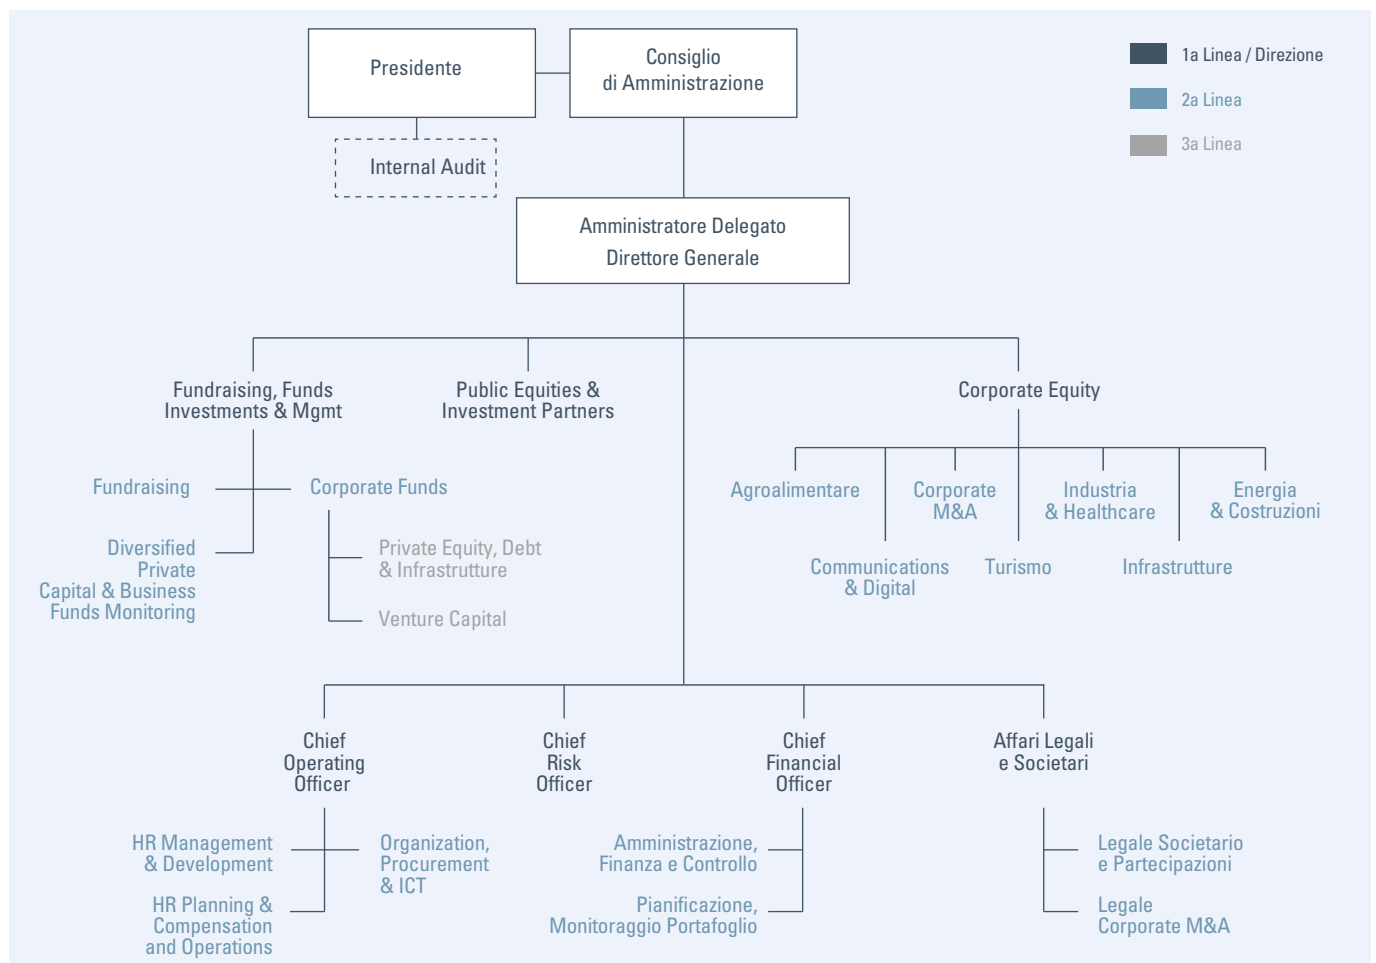 Presidente
Consiglio
di Amministrazione
1a Linea / Direzione
2a Linea
3a Linea
Internal Audit
Amministratore Delegato
Direttore Generale
Fundraising, Funds
Investments & Mgmt
Public Equities &
Investment Partners
Corporate Equity
Fundraising
Corporate Funds
Diversified
Private
Capital & Business
Funds Monitoring
Private Equity, Debt
& Infrastrutture
Venture Capital
Agroalimentare
Corporate
M&A
Industria
& Healthcare
Energia
& Costruzioni
Communications
& Digital
Turismo
Infrastrutture
Chief
Operating
Officer
Chief
Risk
Officer
Chief
Financial
Officer
Affari Legali
e Societari
HR Management
& Development
Organization,
Procurement
& ICT
HR Planning &
Compensation
and Operations
Amministrazione,
Finanza e Controllo
Pianificazione,
Monitoraggio Portafoglio
Legale Societario
e Partecipazioni
Legale
Corporate M&A